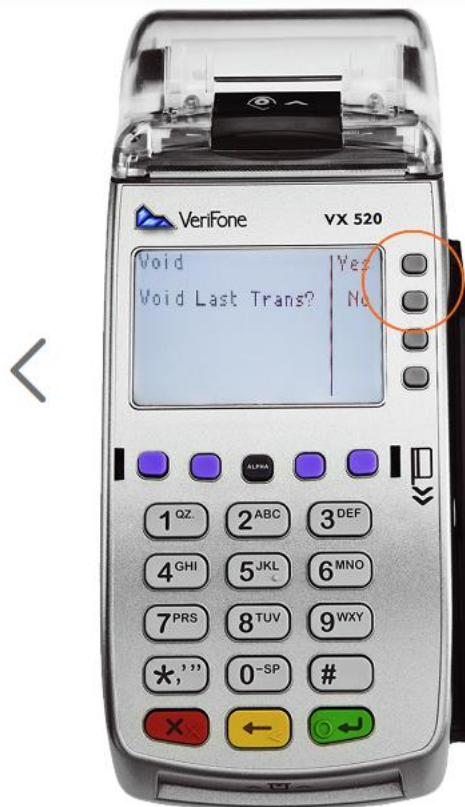 VeriFone VX 520
Void Yes
Void Last Trans? No
ALPHA
1 QZ. 2 ABC 3 DEF
4 GHI 5 JKL 6 MNO
7 PRS 8 TUV 9 WXY
*,'" 0 -SP #